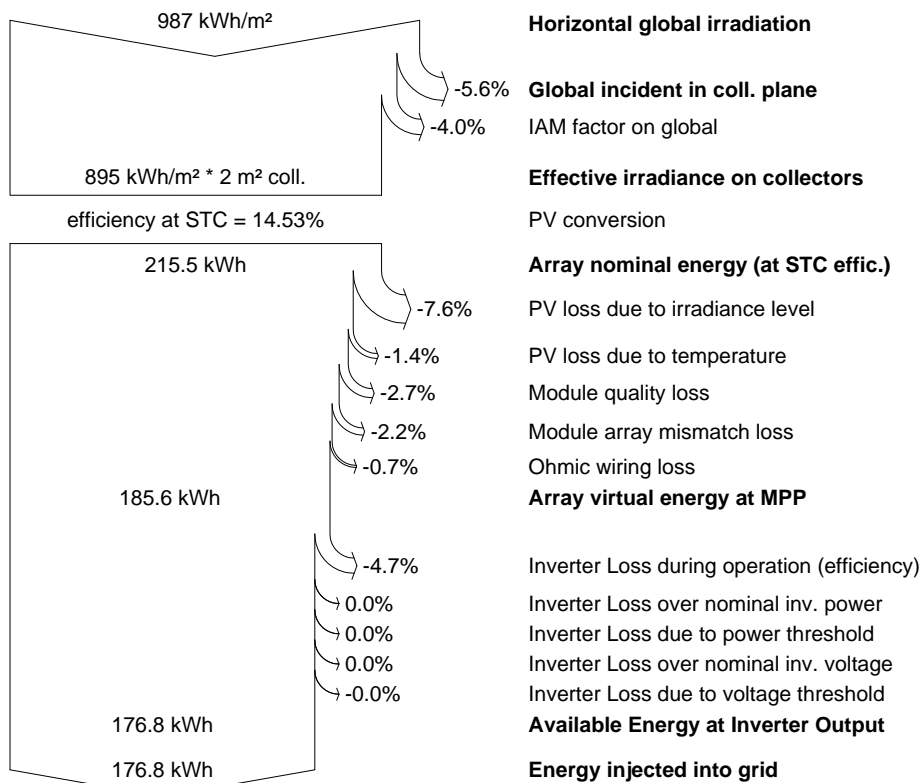 987 kWh/m² Horizontal global irradiation
-5.6% Global incident in coll. plane
-4.0% IAM factor on global
895 kWh/m² * 2 m² coll. Effective irradiance on collectors
efficiency at STC = 14.53% PV conversion
215.5 kWh Array nominal energy (at STC effic.)
-7.6% PV loss due to irradiance level
-1.4% PV loss due to temperature
-2.7% Module quality loss
-2.2% Module array mismatch loss
-0.7% Ohmic wiring loss
185.6 kWh Array virtual energy at MPP
-4.7% Inverter Loss during operation (efficiency)
0.0% Inverter Loss over nominal inv. power
0.0% Inverter Loss due to power threshold
0.0% Inverter Loss over nominal inv. voltage
-0.0% Inverter Loss due to voltage threshold
176.8 kWh Available Energy at Inverter Output
176.8 kWh Energy injected into grid